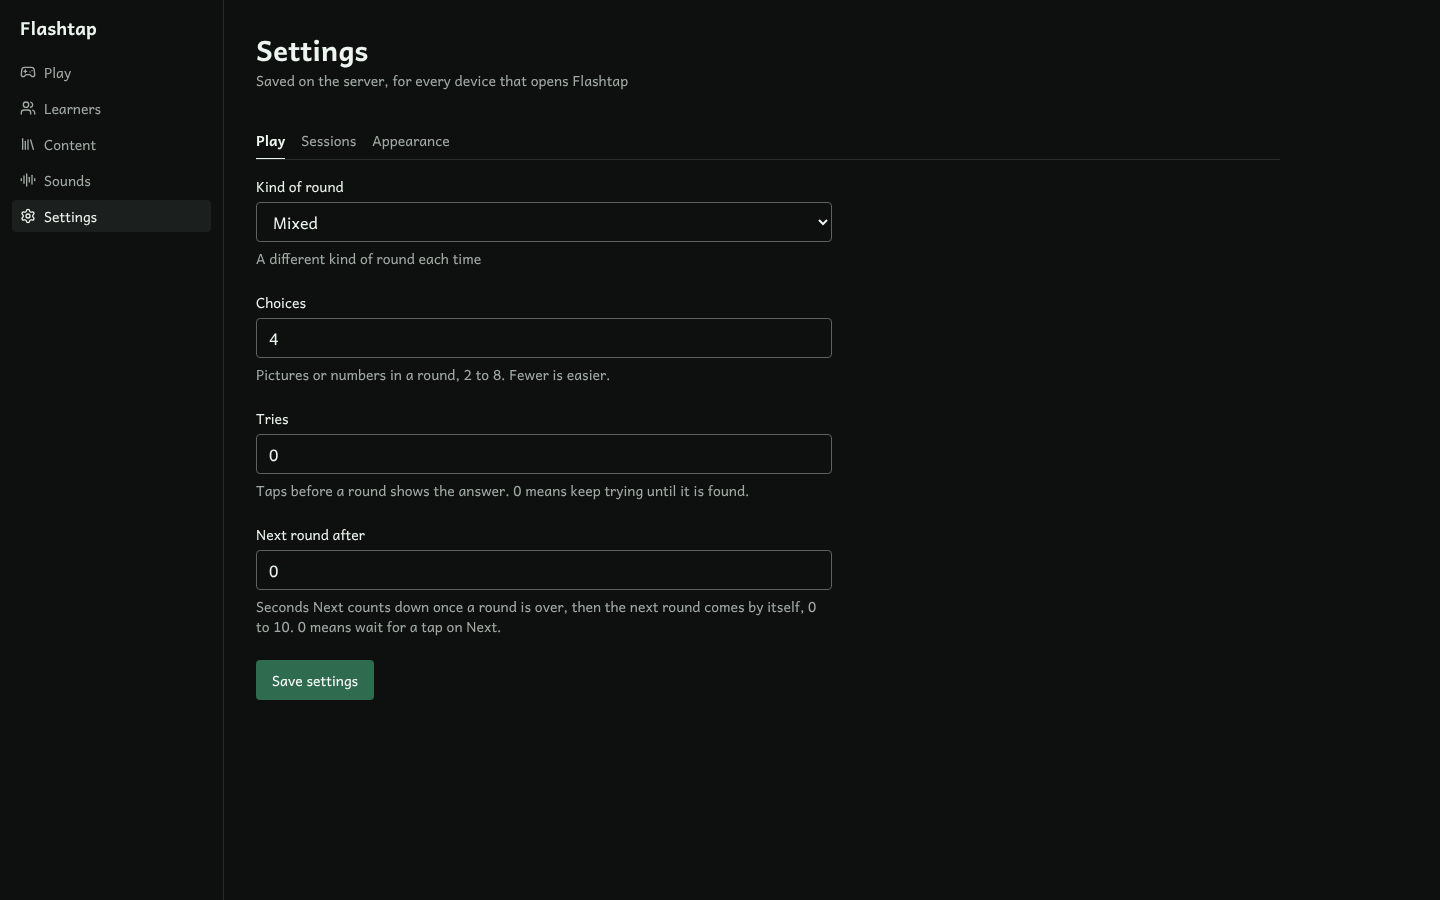 Flashtap
Play
Learners
Content
Sounds
Settings
Settings
Saved on the server, for every device that opens Flashtap
Play Sessions Appearance
Kind of round
Mixed
A different kind of round each time
Choices
4
Pictures or numbers in a round, 2 to 8. Fewer is easier.
Tries
0
Taps before a round shows the answer. 0 means keep trying until it is found.
Next round after
0
Seconds Next counts down once a round is over, then the next round comes by itself, 0
to 10. 0 means wait for a tap on Next.
Save settings